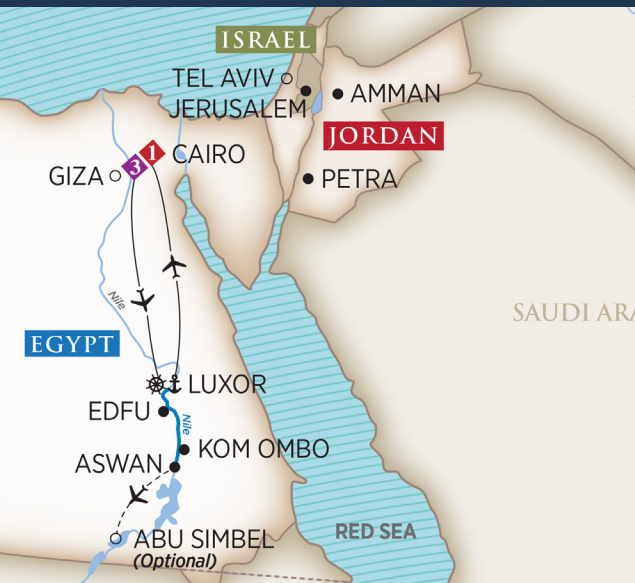 ISRAEL
TEL AVIV
JERUSALEM
AMMAN
JORDAN
1
CAIRO
3
GIZA
PETRA
Nile
SAUDI ARA
EGYPT
LUXOR
EDFU
Nile
KOM OMBO
ASWAN
ABU SIMBEL
(Optional)
RED SEA